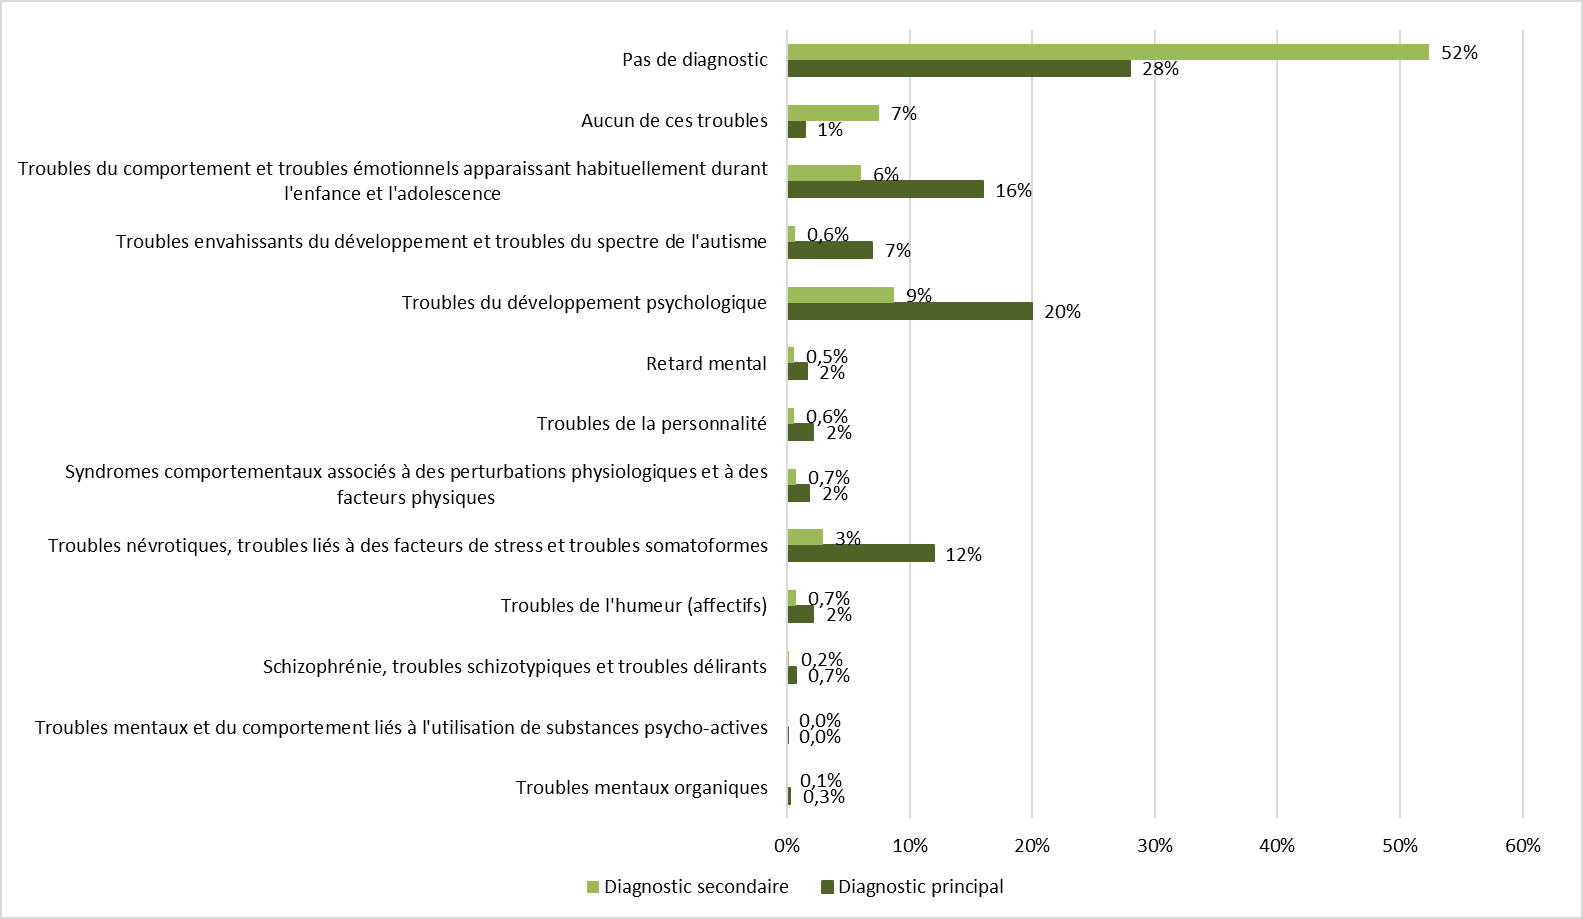 Pas de diagnostic
52%
28%
Aucun de ces troubles
7%
1%
Troubles du comportement et troubles émotionnels apparaissant habituellement durant
l'enfance et l'adolescence
6%
16%
Troubles envahissants du développement et troubles du spectre de l'autisme
0,6%
7%
Troubles du développement psychologique
9%
20%
Retard mental
0,5%
2%
Troubles de la personnalité
0,6%
2%
Syndromes comportementaux associés à des perturbations physiologiques et à des
facteurs physiques
0,7%
2%
Troubles névrotiques, troubles liés à des facteurs de stress et troubles somatoformes
3%
12%
Troubles de l'humeur (affectifs)
0,7%
2%
Schizophrénie, troubles schizotypiques et troubles délirants
0,2%
0,7%
Troubles mentaux et du comportement liés à l'utilisation de substances psycho-actives
0,0%
0,0%
Troubles mentaux organiques
0,1%
0,3%
0% 10% 20% 30% 40% 50% 60%
Diagnostic secondaire Diagnostic principal